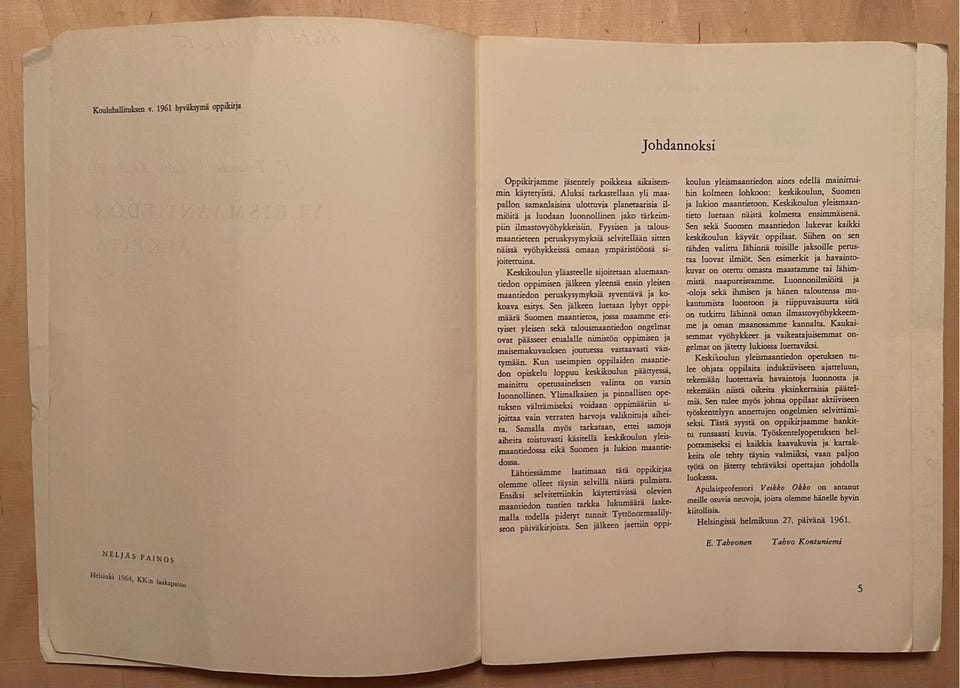 Kouluhallituksen v. 1961 hyväksymä oppikirja
NELJÄS PAINOS
Helsinki 1964, KK:n laakapaino
Johdannoksi
Oppikirjamme jäsentely poikkeaa aikaisem-
min käytetyistä. Aluksi tarkastellaan yli maa-
pallon samanlaisina ulottuvia planetaarisia il-
miöitä ja luodaan luonnollinen jako tärkeim-
piin ilmastovyöhykkeisiin. Fyysisen ja talous-
maantieteen peruskysymyksiä selvitellään sitten
näissä vyöhykkeissä omaan ympäristöönsä si-
joitettuina.
Keskikoulun yläasteelle sijoitetaan aluemaan-
tiedon oppimisen jälkeen yleensä ensin yleisen
maantiedon peruskysymyksiä syventävä ja ko-
koava esitys. Sen jälkeen luetaan lyhyt oppi-
määrä Suomen maantietoa, jossa maamme eri-
tyiset yleisen sekä talousmaantiedon ongelmat
ovat päässeet etualalle nimistön oppimisen ja
maisemakuvauksen joutuessa vastaavasti väis-
tymään. Kun useimpien oppilaiden maantie-
don opiskelu loppuu keskikoulun päättyessä,
mainittu opetusaineksen valinta on varsin
luonnollinen. Ylimalkaisen ja pinnallisen ope-
tuksen välttämiseksi voidaan oppimääriin si-
joittaa vain verraten harvoja valikoituja aihei-
ta. Samalla myös tarkataan, ettei samoja
aiheita toistuvasti käsitellä keskikoulun yleis-
maantiedossa eikä Suomen ja lukion maantie-
dossa.
Lähtiessämme laatimaan tätä oppikirjaa
olemme olleet täysin selvillä näistä pulmista.
Ensiksi selvitettiinkin käytettävissä olevien
maantiedon tuntien tarkka lukumäärä laske-
malla todella pidetyt tunnit Tyttönormaalily-
seon päiväkirjoista. Sen jälkeen jaettiin oppi-
koulun yleismaantiedon aines edellä mainittui-
hin kolmeen lohkoon: keskikoulun, Suomen
ja lukion maantietoon. Keskikoulun yleismaan-
tieto luetaan näistä kolmesta ensimmäisenä.
Sen sekä Suomen maantiedon lukevat kaikki
keskikoulun käyvät oppilaat. Siihen on sen
tähden valittu lähinnä toisille jaksoille perus-
taa luovat ilmiöt. Sen esimerkit ja havainto-
kuvat on otettu omasta maastamme tai lähim-
mistä naapureistamme. Luonnonilmiöitä ja
-oloja sekä ihmisen ja hänen taloutensa mu-
kautumista luontoon ja riippuvaisuutta siitä
on tutkittu lähinnä oman ilmastovyöhykkeem-
me ja oman maanosamme kannalta. Kaukai-
semmat vyöhykkeet ja vaikeatajuisemmat on-
gelmat on jätetty lukiossa luettaviksi.
Keskikoulun yleismaantiedon opetuksen tu-
lee ohjata oppilaita induktiiviseen ajatteluun,
tekemään luotettavia havaintoja luonnosta ja
tekemään niistä oikeita yksinkertaisia päätel-
miä. Sen tulee myös johtaa oppilaat aktiiviseen
työskentelyyn annettujen ongelmien selvittämi-
seksi. Tästä syystä on oppikirjaamme hankit-
tu runsaasti kuvia. Työskentelyopetuksen hel-
pottamiseksi ei kaikkia kaavakuvia ja kartak-
keita ole tehty täysin valmiiksi, vaan paljon
työtä on jätetty tehtäväksi opettajan johdolla
luokassa.
Apulaisprofessori Veikko Okko on antanut
meille osuvia neuvoja, joista olemme hänelle hyvin
kiitollisia.
Helsingissä helmikuun 27. päivänä 1961.
E. Tahvonen Tahvo Kontuniemi
5